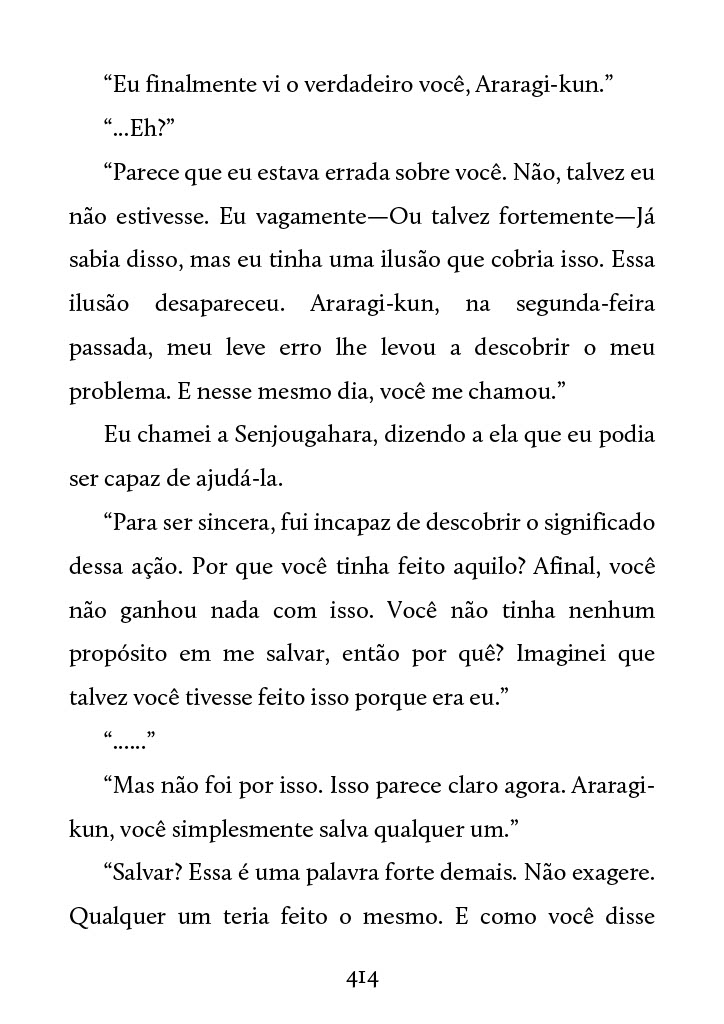 “Eu finalmente vi o verdadeiro você, Araragi-kun.”
“...Eh?”
“Parece que eu estava errada sobre você. Não, talvez eu
não estivesse. Eu vagamente—Ou talvez fortemente—Já
sabia disso, mas eu tinha uma ilusão que cobria isso. Essa
ilusão desapareceu. Araragi-kun, na segunda-feira
passada, meu leve erro lhe levou a descobrir o meu
problema. E nesse mesmo dia, você me chamou.”
Eu chamei a Senjougahara, dizendo a ela que eu podia
ser capaz de ajudá-la.
“Para ser sincera, fui incapaz de descobrir o significado
dessa ação. Por que você tinha feito aquilo? Afinal, você
não ganhou nada com isso. Você não tinha nenhum
propósito em me salvar, então por quê? Imaginei que
talvez você tivesse feito isso porque era eu.”
“......”
“Mas não foi por isso. Isso parece claro agora. Araragi-
kun, você simplesmente salva qualquer um.”
“Salvar? Essa é uma palavra forte demais. Não exagere.
Qualquer um teria feito o mesmo. E como você disse
414